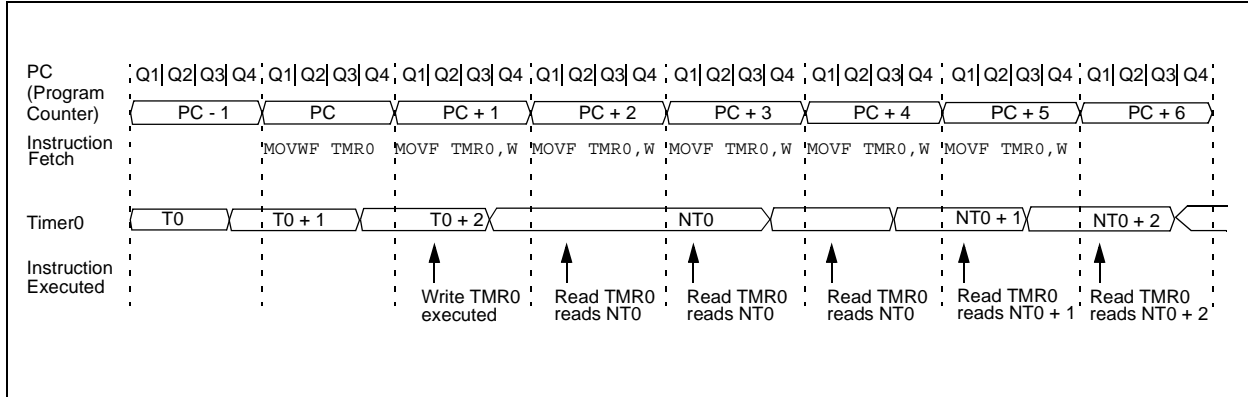 PC
(Program
Counter)
Q1 Q2 Q3 Q4 Q1 Q2 Q3 Q4 Q1 Q2 Q3 Q4 Q1 Q2 Q3 Q4 Q1 Q2 Q3 Q4 Q1 Q2 Q3 Q4 Q1 Q2 Q3 Q4 Q1 Q2 Q3 Q4
PC - 1 PC PC + 1 PC + 2 PC + 3 PC + 4 PC + 5 PC + 6
Instruction
Fetch
MOVWF TMR0 MOVF TMR0,W MOVF TMR0,W MOVF TMR0,W MOVF TMR0,W MOVF TMR0,W
Timer0
T0 T0 + 1 T0 + 2 NT0 NT0 + 1 NT0 + 2
Instruction
Executed
Write TMR0
executed
Read TMR0
reads NT0
Read TMR0
reads NT0
Read TMR0
reads NT0
Read TMR0
reads NT0 + 1
Read TMR0
reads NT0 + 2